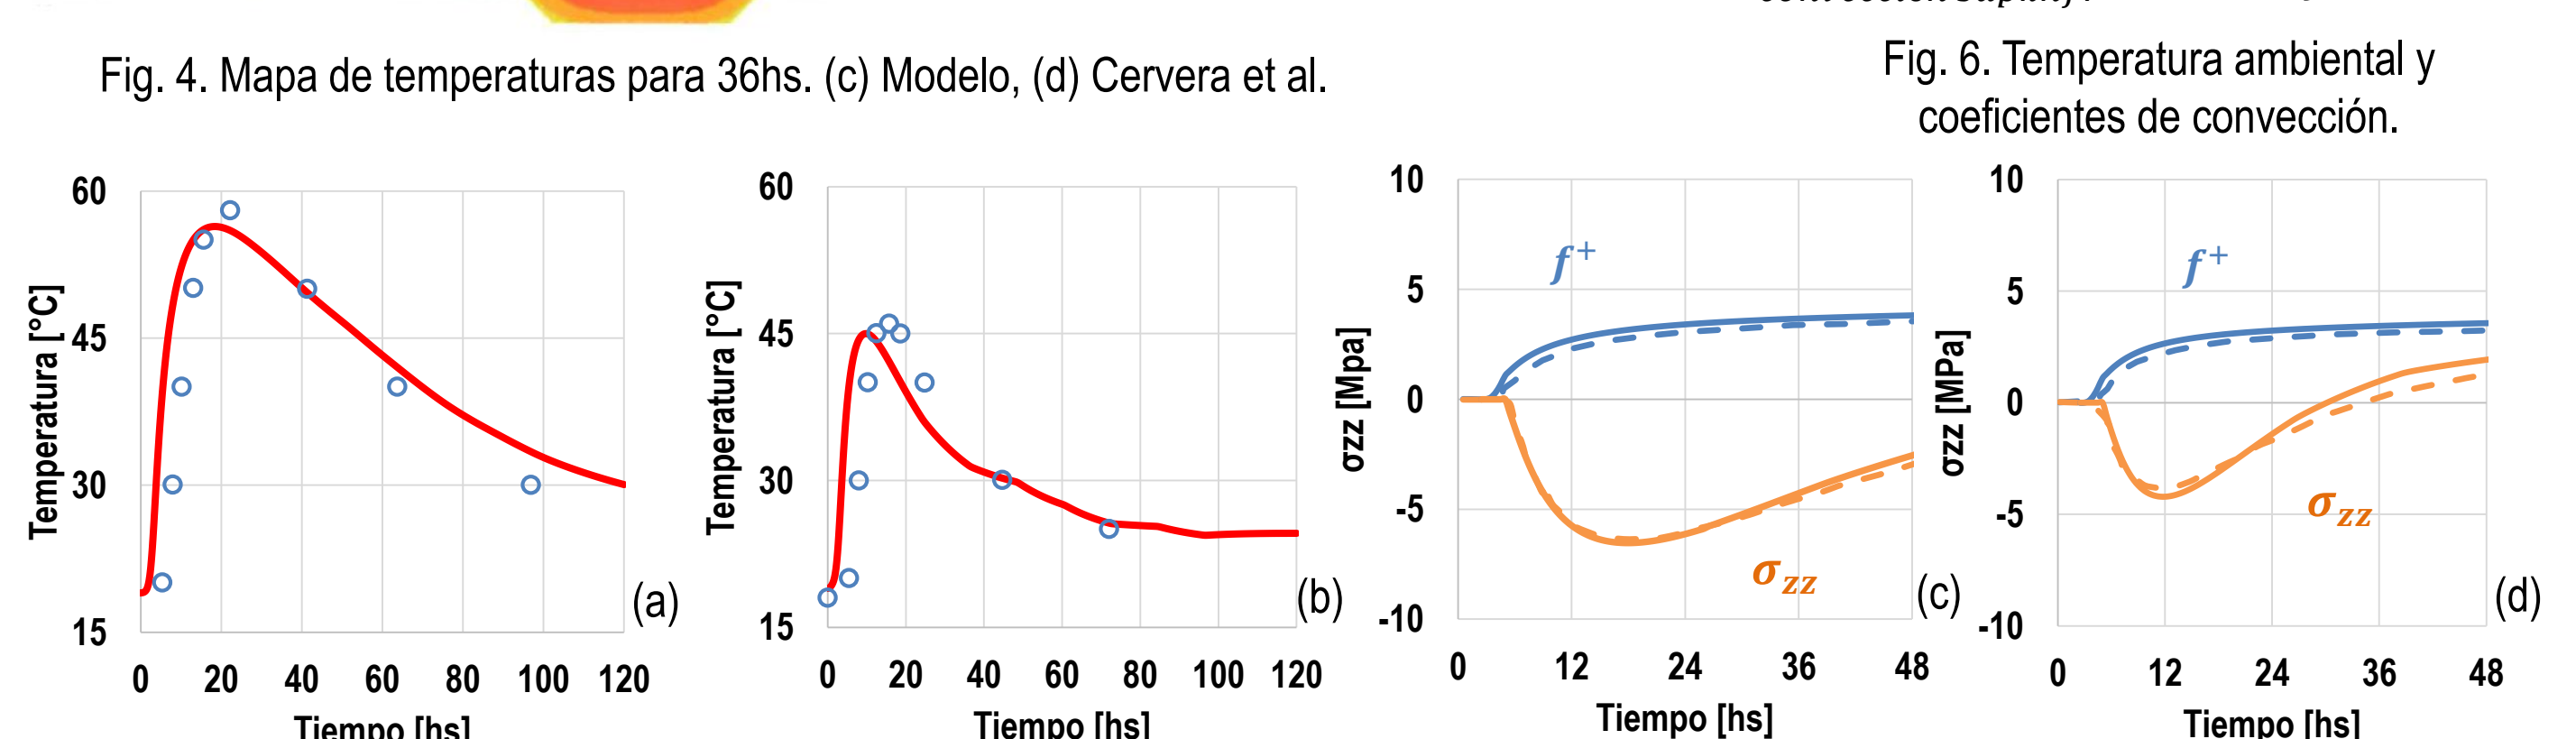 Fig. 4. Mapa de temperaturas para 36hs. (c) Modelo, (d) Cervera et al.
Fig. 6. Temperatura ambiental y
coeficientes de convección.
60
45
30
15
Temperatura [°C]
0 20 40 60 80 100 120
Tiempo [hs]
(a)
60
45
30
15
Temperatura [°C]
0 20 40 60 80 100 120
Tiempo [hs]
(b)
10
5
0
-5
-10
σzz [Mpa]
f+
σzz
0 12 24 36 48
Tiempo [hs]
(c)
10
5
0
-5
-10
σzz [MPa]
f+
σzz
0 12 24 36 48
Tiempo [hs]
(d)